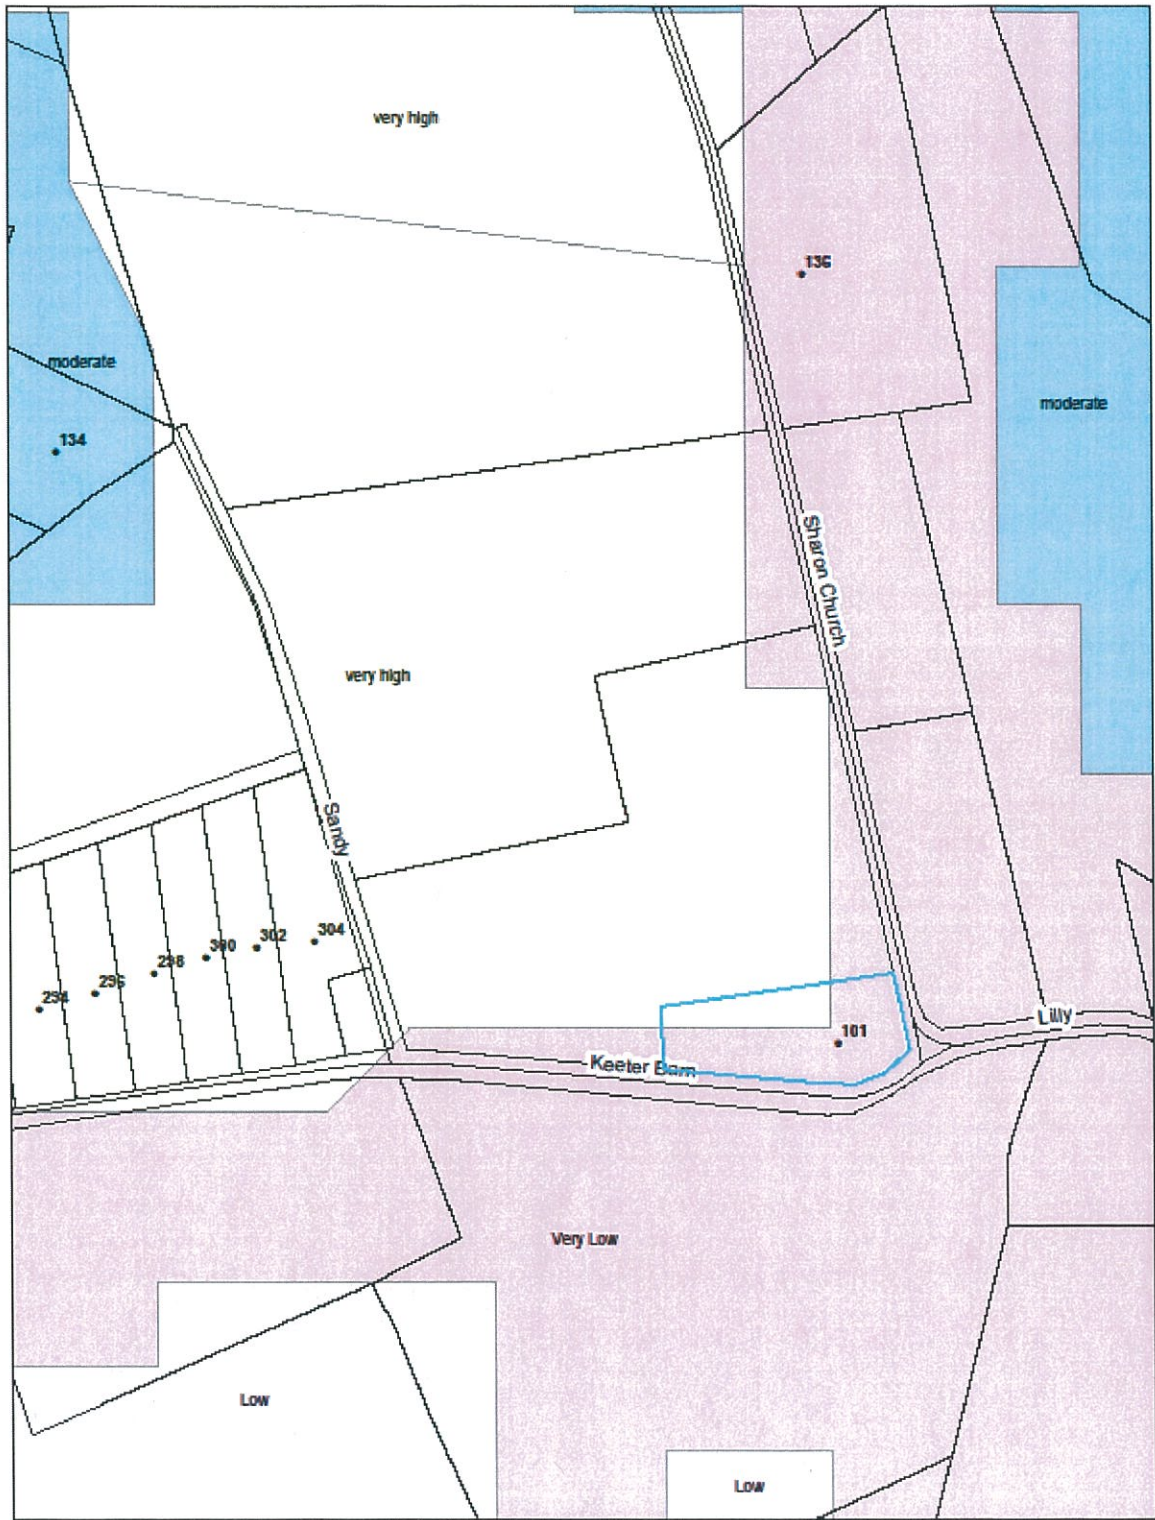 very high
136
moderate
moderate
134
Sharon Church
very high
Sandy
304
302
300
298
296
294
101
Lilly
Keeter Barn
Very Low
Low
Low